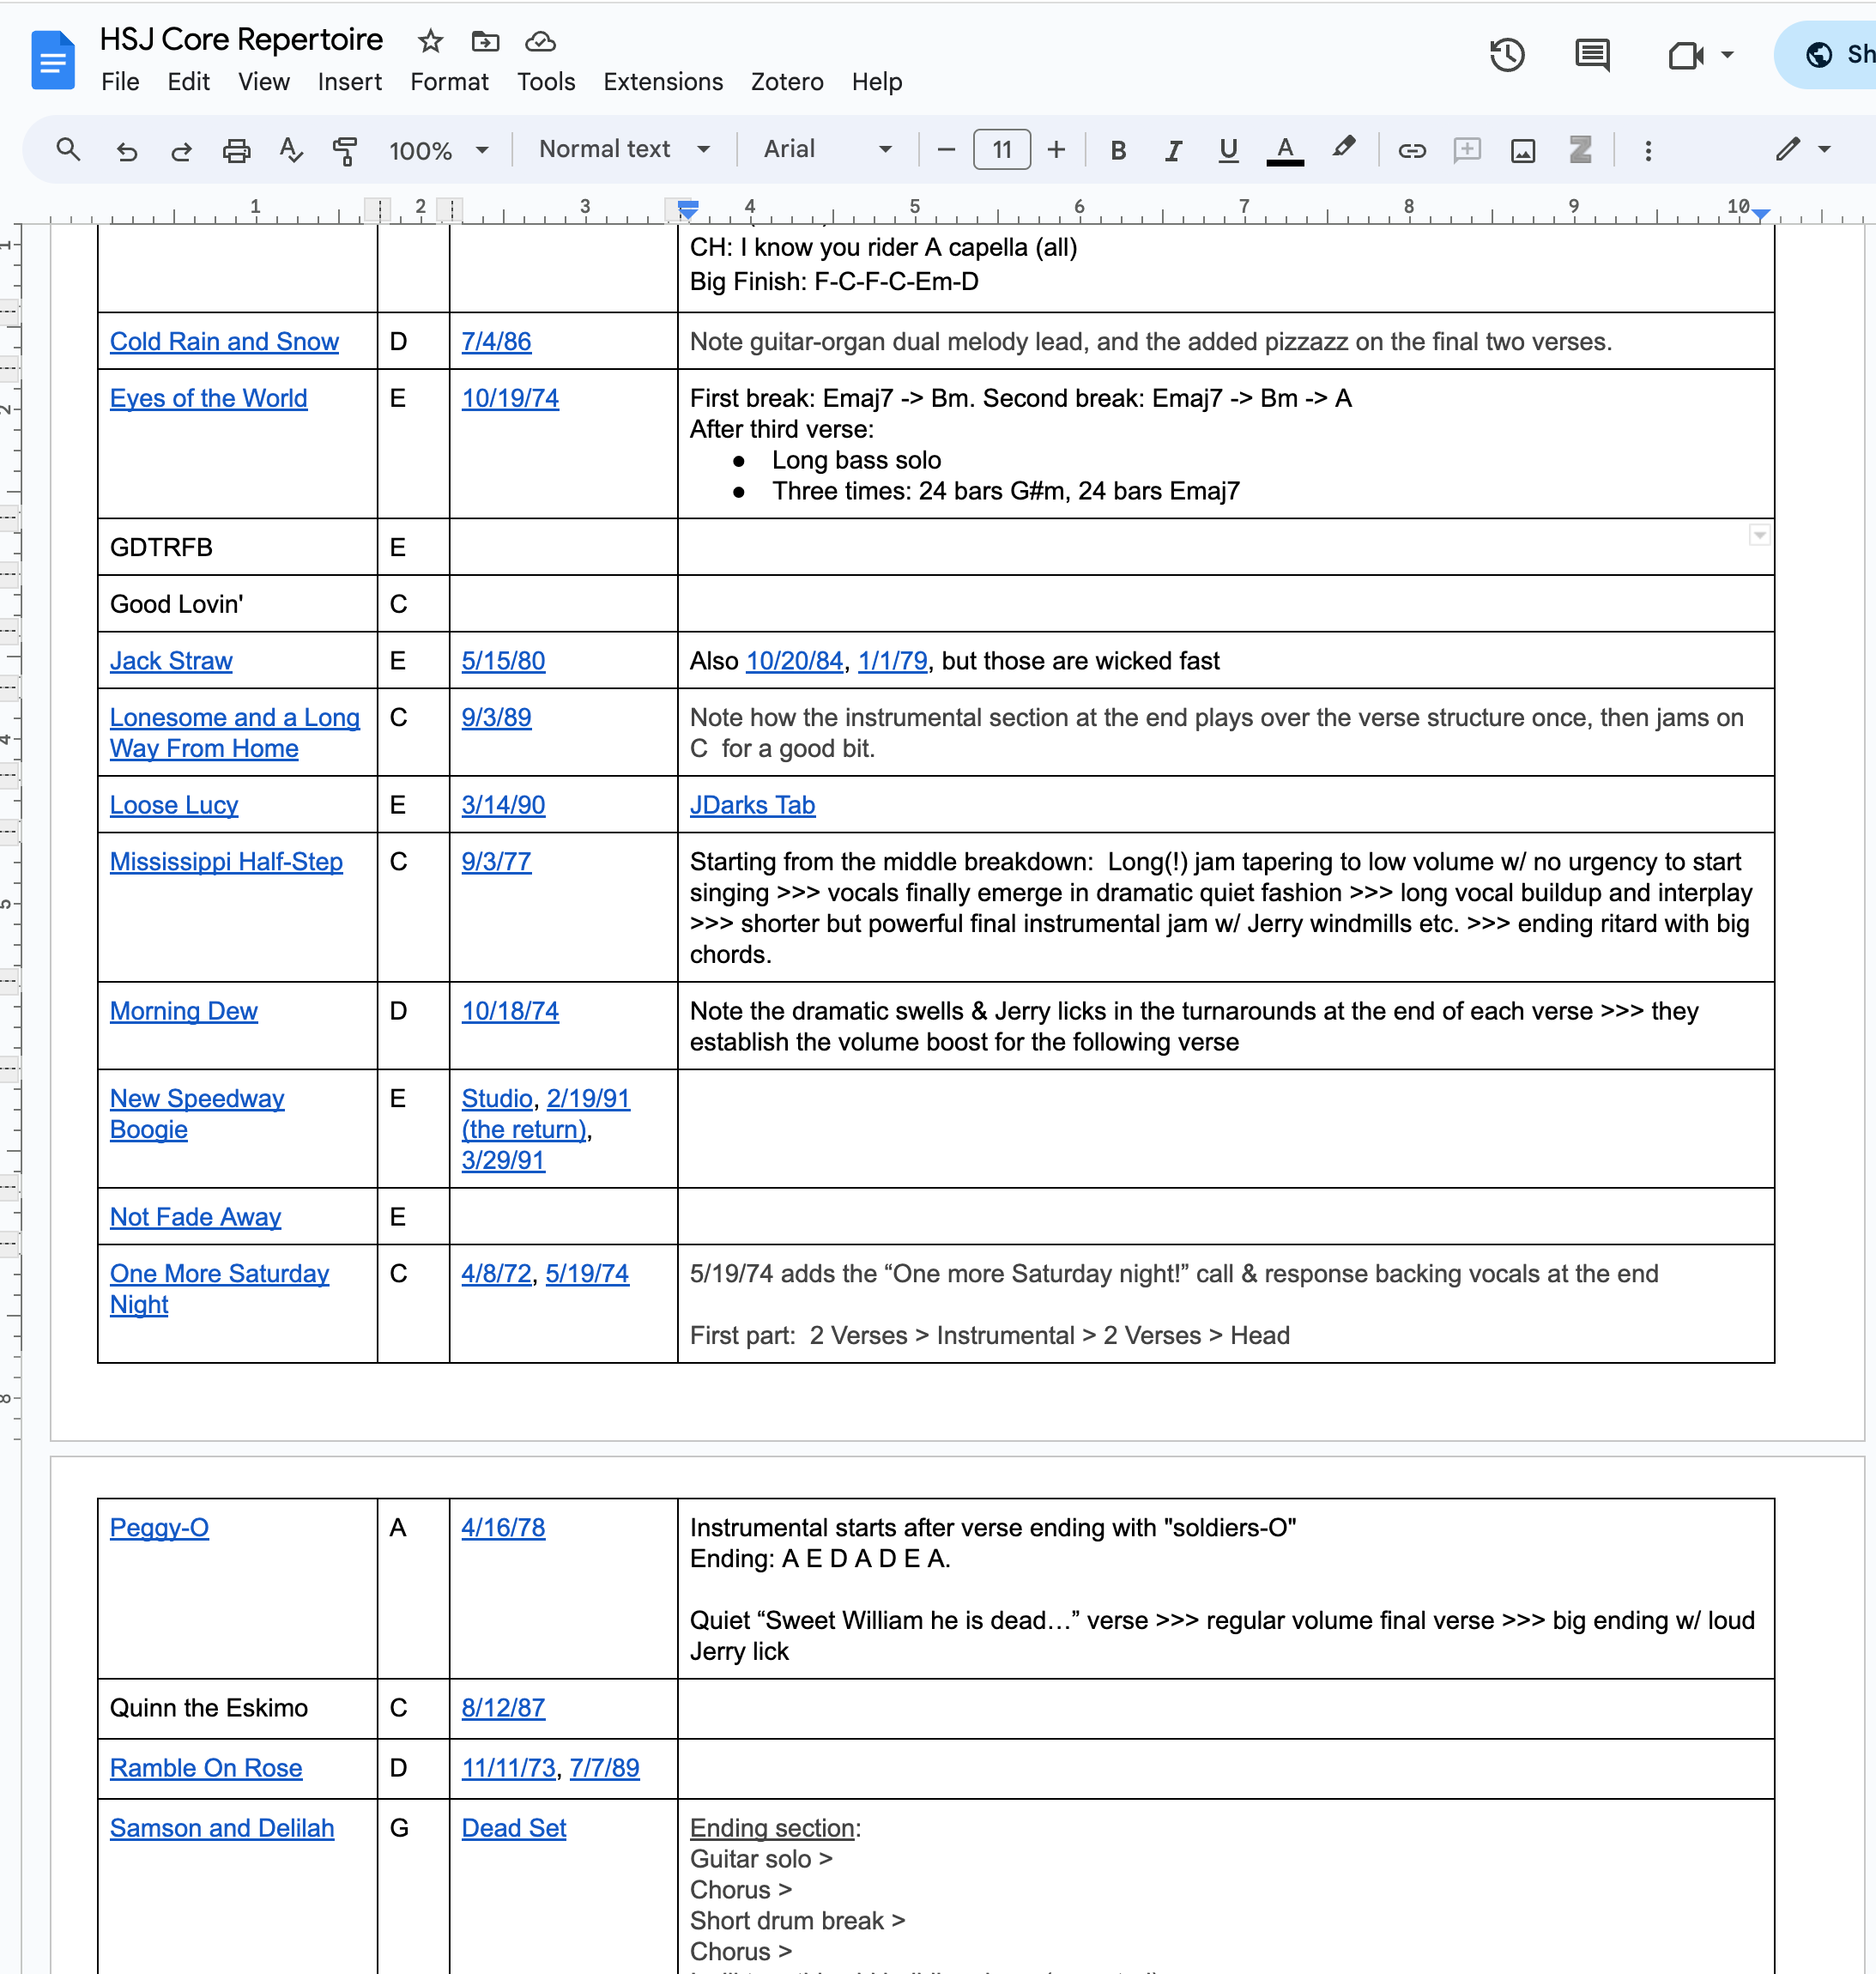 HSJ Core Repertoire
File Edit View Insert Format Tools Extensions Zotero Help
100% Normal text Arial 11 B I U A
1 2 3 4 5 6 7 8 9 10
CH: I know you rider A capella (all)
Big Finish: F-C-F-C-Em-D
Cold Rain and Snow D 7/4/86 Note guitar-organ dual melody lead, and the added pizzazz on the final two verses.
Eyes of the World E 10/19/74 First break: Emaj7 -> Bm. Second break: Emaj7 -> Bm -> A
After third verse:
● Long bass solo
● Three times: 24 bars G#m, 24 bars Emaj7
GDTRFB E
Good Lovin' C
Jack Straw E 5/15/80 Also 10/20/84, 1/1/79, but those are wicked fast
Lonesome and a Long C 9/3/89 Note how the instrumental section at the end plays over the verse structure once, then jams on
Way From Home C  for a good bit.
Loose Lucy E 3/14/90 JDarks Tab
Mississippi Half-Step C 9/3/77 Starting from the middle breakdown:  Long(!) jam tapering to low volume w/ no urgency to start
singing >>> vocals finally emerge in dramatic quiet fashion >>> long vocal buildup and interplay
>>> shorter but powerful final instrumental jam w/ Jerry windmills etc. >>> ending ritard with big
chords.
Morning Dew D 10/18/74 Note the dramatic swells & Jerry licks in the turnarounds at the end of each verse >>> they
establish the volume boost for the following verse
New Speedway E Studio, 2/19/91
Boogie (the return),
3/29/91
Not Fade Away E
One More Saturday C 4/8/72, 5/19/74 5/19/74 adds the “One more Saturday night!” call & response backing vocals at the end
Night
First part:  2 Verses > Instrumental > 2 Verses > Head
Peggy-O A 4/16/78 Instrumental starts after verse ending with "soldiers-O"
Ending: A E D A D E A.
Quiet “Sweet William he is dead…” verse >>> regular volume final verse >>> big ending w/ loud
Jerry lick
Quinn the Eskimo C 8/12/87
Ramble On Rose D 11/11/73, 7/7/89
Samson and Delilah G Dead Set Ending section:
Guitar solo >
Chorus >
Short drum break >
Chorus >